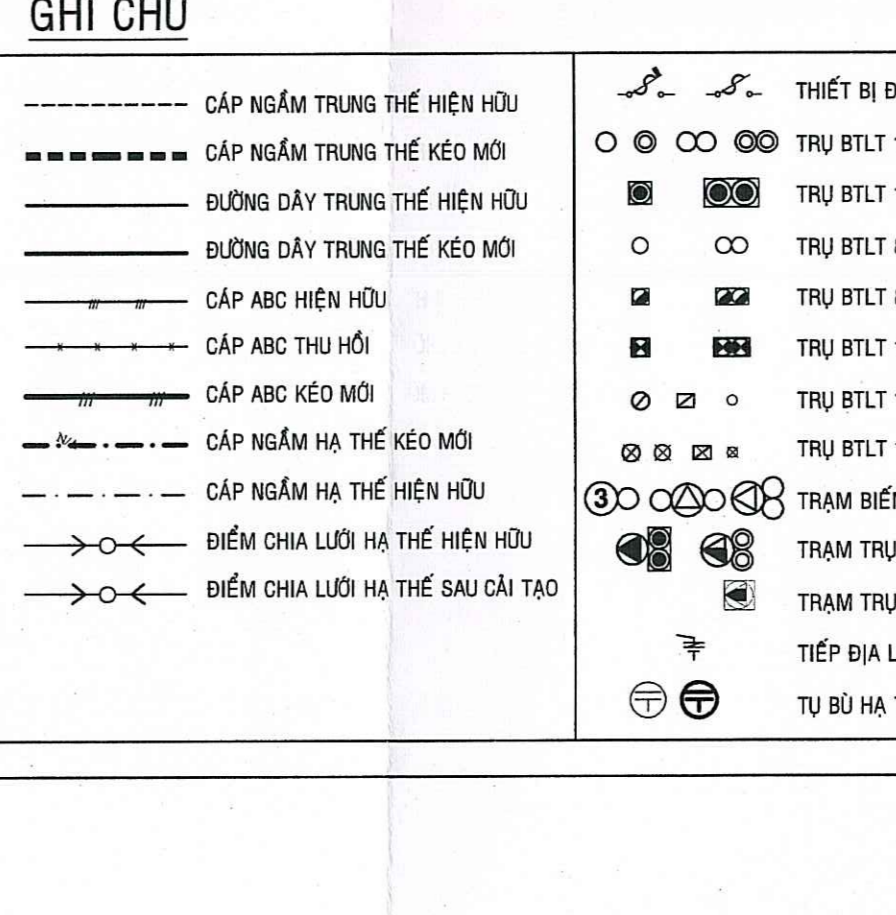 GHI CHÚ
CÁP NGẦM TRUNG THẾ HIỆN HỮU
CÁP NGẦM TRUNG THẾ KÉO MỚI
ĐƯỜNG DÂY TRUNG THẾ HIỆN HỮU
ĐƯỜNG DÂY TRUNG THẾ KÉO MỚI
CÁP ABC HIỆN HỮU
CÁP ABC THU HỒI
CÁP ABC KÉO MỚI
CÁP NGẦM HẠ THẾ KÉO MỚI
CÁP NGẦM HẠ THẾ HIỆN HỮU
ĐIỂM CHIA LƯỚI HẠ THẾ HIỆN HỮU
ĐIỂM CHIA LƯỚI HẠ THẾ SAU CẢI TẠO
THIẾT BỊ
TRỤ BTLT
TRỤ BTLT
TRỤ BTLT
TRỤ BTLT
TRỤ BTLT
TRỤ BTLT
TRỤ BTLT
3 TRẠM BIẾ
TRẠM TRỤ
TRẠM TRỤ
TIẾP ĐỊA
TỤ BÙ HẠ